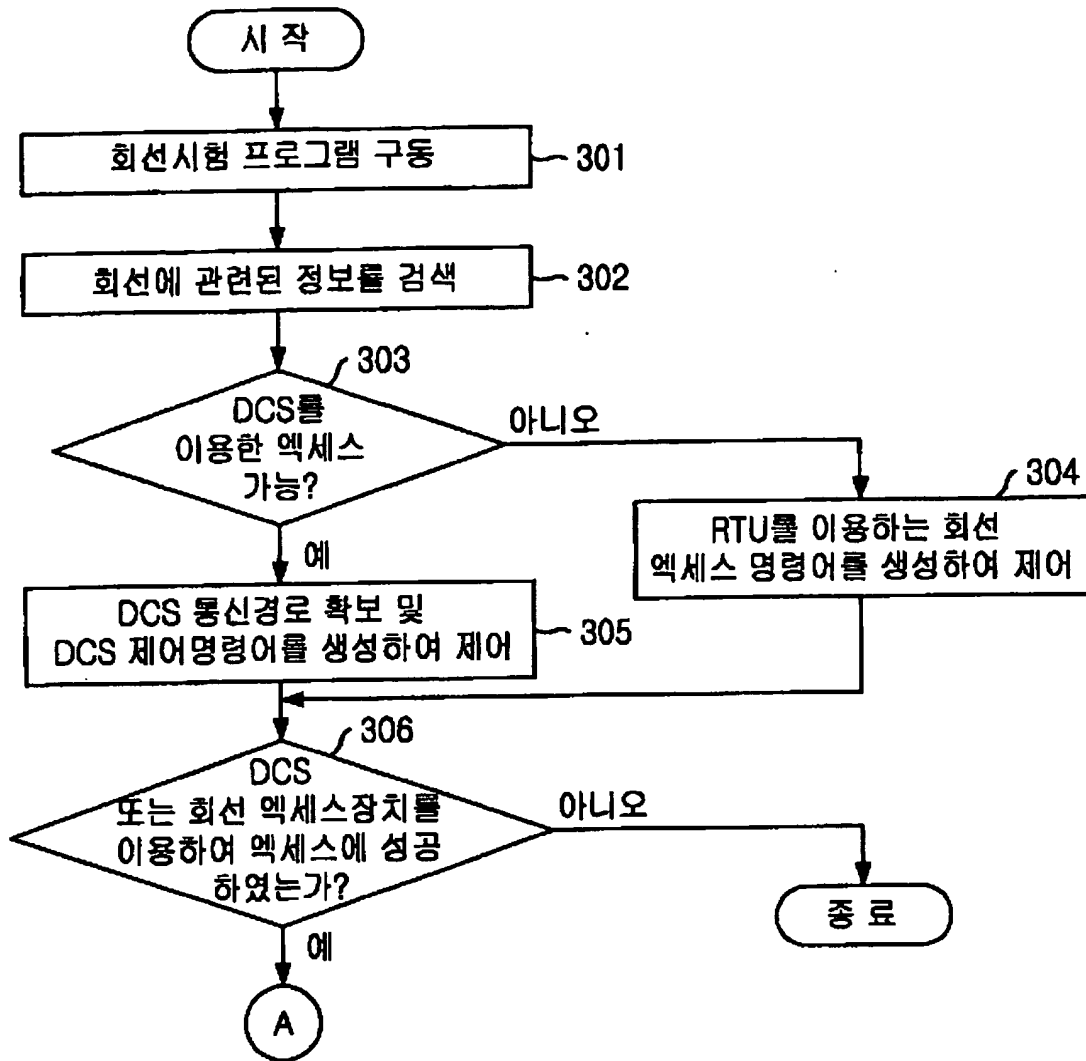 시 작
회선시험 프로그램 구동
301
회선에 관련된 정보를 검색
302
303
DCS를
이용한 엑세스
가능?
아니오
예
304
RTU를 이용하는 회선
엑세스 명령어를 생성하여 제어
DCS 통신경로 확보 및
DCS 제어명령어를 생성하여 제어
305
306
DCS
또는 회선 엑세스장치를
이용하여 엑세스에 성공
하였는가?
아니오
예
종 료
A